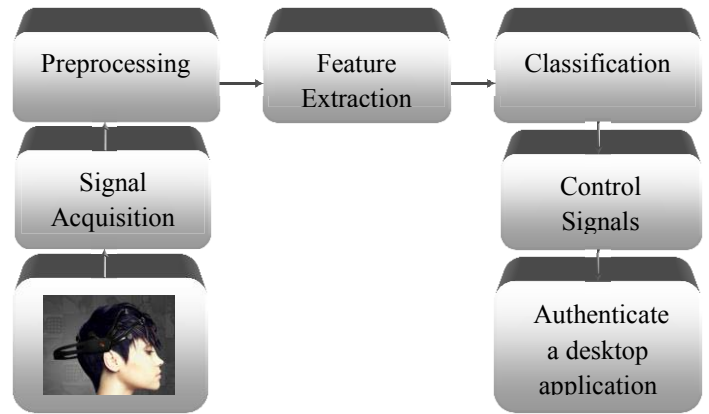 Preprocessing
Feature
Extraction
Classification
Signal
Acquisition
Control
Signals
Authenticate
a desktop
application